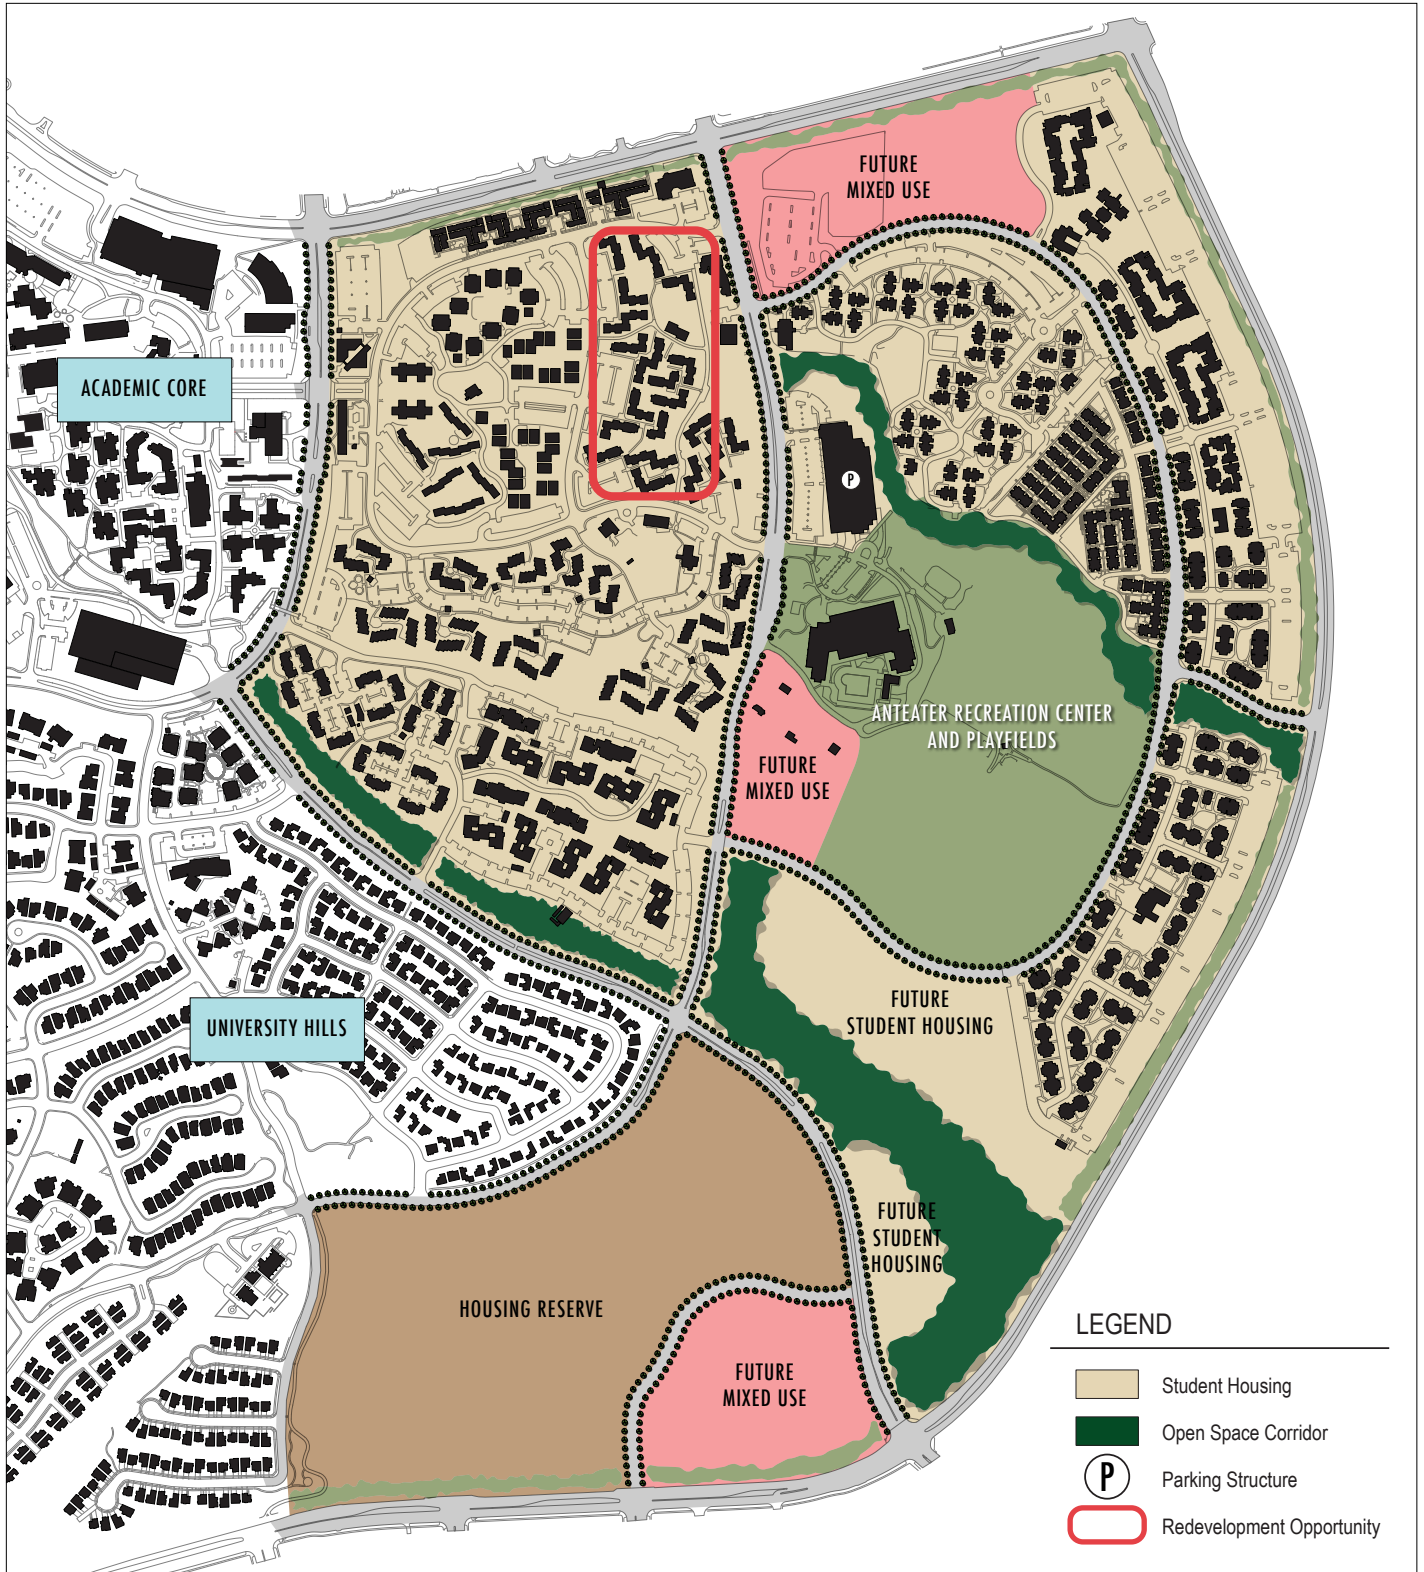 FUTURE
MIXED USE
ACADEMIC CORE
P
ANTEATER RECREATION CENTER
AND PLAYFIELDS
FUTURE
MIXED USE
FUTURE
STUDENT HOUSING
UNIVERSITY HILLS
FUTURE
STUDENT
HOUSING
HOUSING RESERVE
FUTURE
MIXED USE
LEGEND
Student Housing
Open Space Corridor
P
Parking Structure
Redevelopment Opportunity